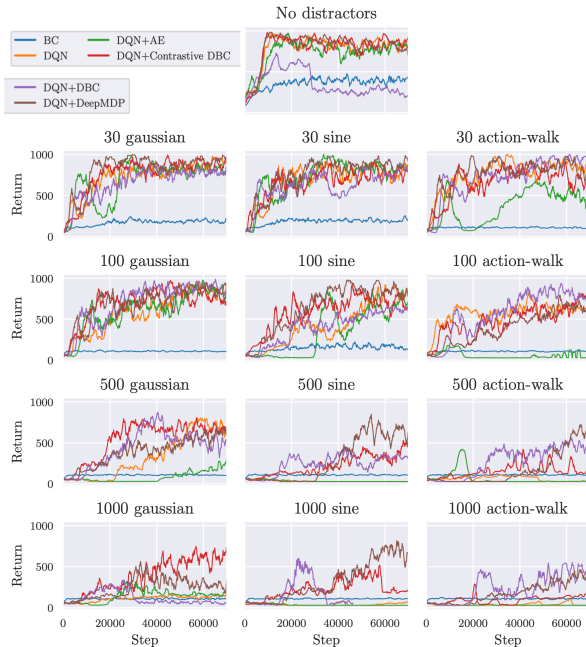 No distractors
BC
DQN
DQN+AE
DQN+Contrastive DBC
DQN+DBC
DQN+DeepMDP
30 gaussian
30 sine
30 action-walk
1000
500
0
Return
100 gaussian
100 sine
100 action-walk
1000
500
0
Return
500 gaussian
500 sine
500 action-walk
1000
500
0
Return
1000 gaussian
1000 sine
1000 action-walk
1000
500
0
Return
0 20000 40000 60000
0 20000 40000 60000
0 20000 40000 60000
Step
Step
Step